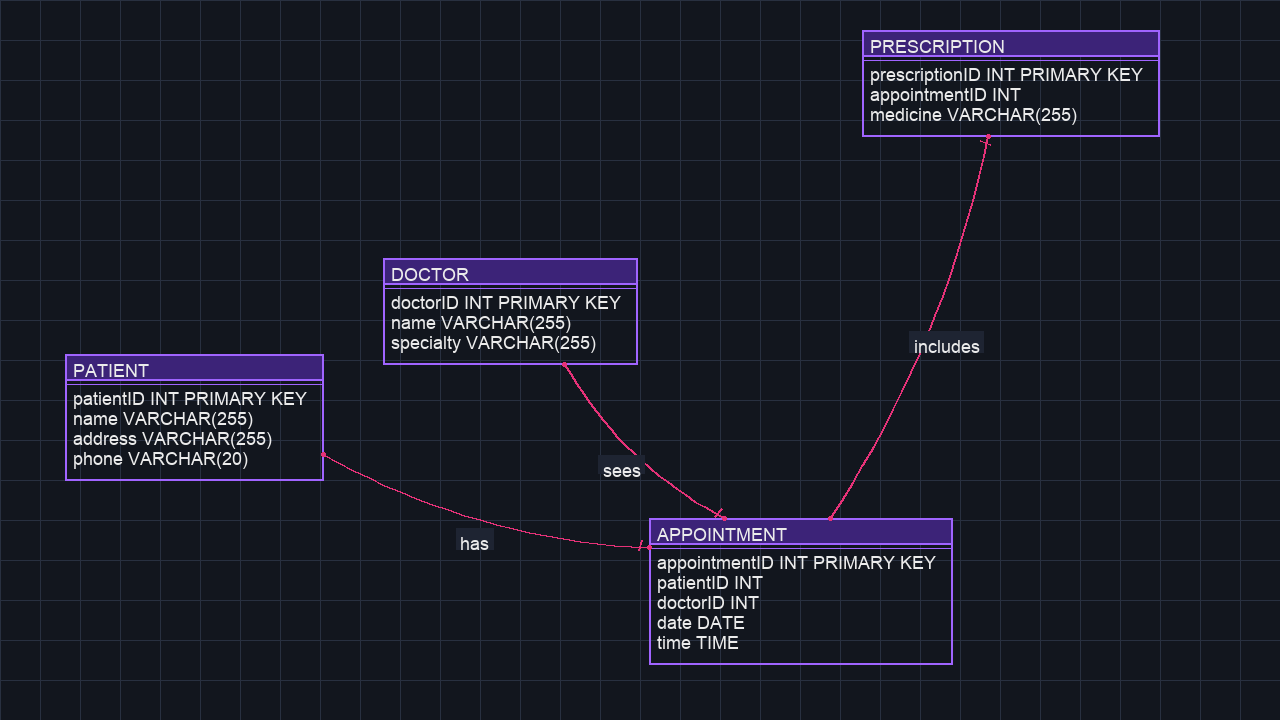 PRESCRIPTION
prescriptionID INT PRIMARY KEY
appointmentID INT
medicine VARCHAR(255)
DOCTOR
doctorID INT PRIMARY KEY
name VARCHAR(255)
specialty VARCHAR(255)
includes
PATIENT
patientID INT PRIMARY KEY
name VARCHAR(255)
address VARCHAR(255)
phone VARCHAR(20)
sees
has
APPOINTMENT
appointmentID INT PRIMARY KEY
patientID INT
doctorID INT
date DATE
time TIME